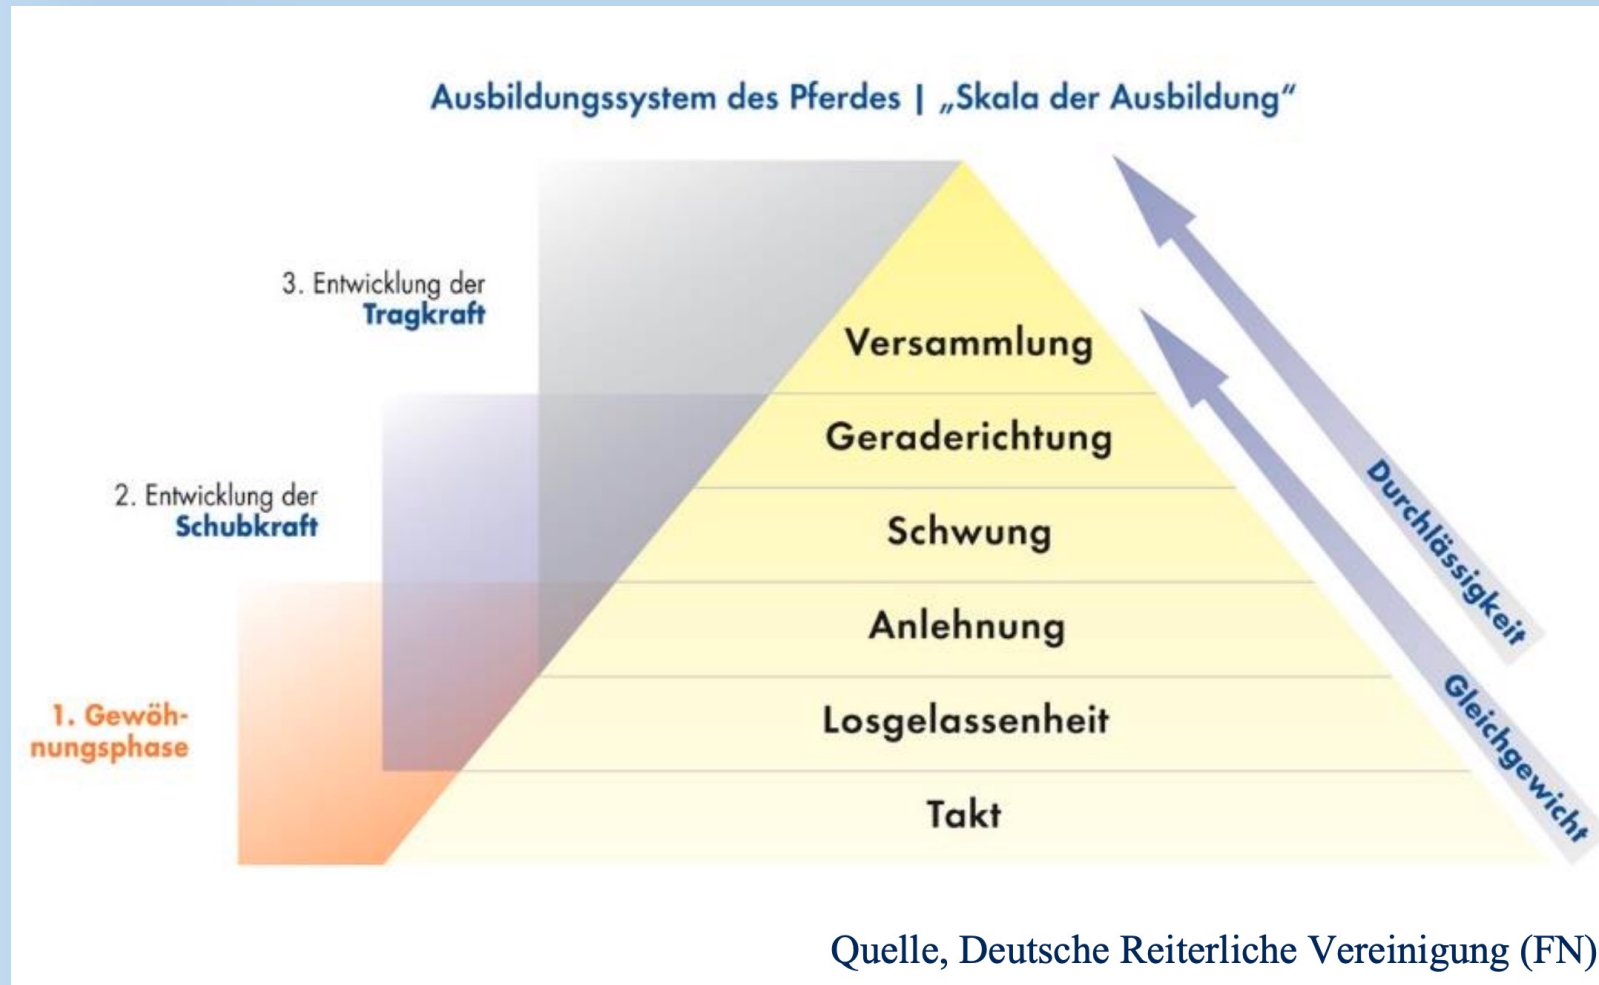 Ausbildungssystem des Pferdes | „Skala der Ausbildung“
3. Entwicklung der
Tragkraft
2. Entwicklung der
Schubkraft
1. Gewöh-
nungsphase
Versammlung
Geraderichtung
Schwung
Anlehnung
Losgelassenheit
Takt
Durchlässigkeit
Gleichgewicht
Quelle, Deutsche Reiterliche Vereinigung (FN)